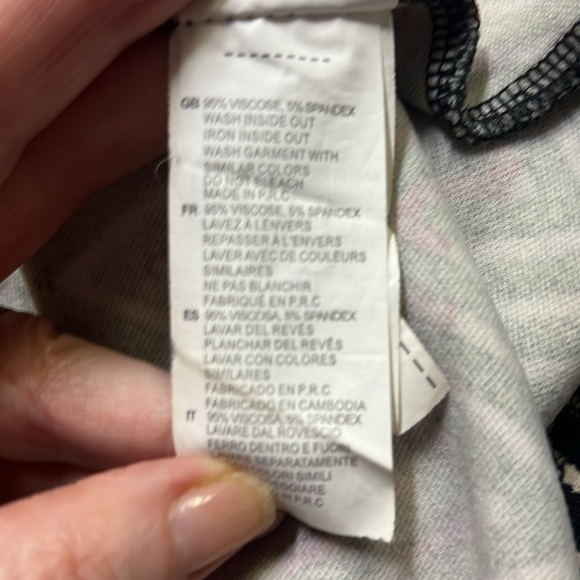 GB 95% VISCOSE, 5% SPANDEX
WASH INSIDE OUT
IRON INSIDE OUT
WASH GARMENT WITH
SIMILAR COLORS
DO NOT BLEACH
MADE IN P.R.C
FR 95% VISCOSE, 5% SPANDEX
LAVEZ À LÉNVERS
REPASSER À L'ENVERS
LAVER AVEC DE COULEURS
SIMILAIRES
NE PAS BLANCHIR
FABRIQUÉ EN P.R.C
ES 95% VISCOSA, 5% SPANDEX
LAVAR DEL REVÉS
PLANCHAR DEL REVÉS
LAVAR CON COLORES
SIMILARES
FABRICADO EN P.R.C
FABRICADO EN CAMBODIA
IT 95% VISCOSA, 5% SPANDEX
LAVARE DAL ROVESCIO
FERRO DENTRO E FUORI
SEPARATAMENTE
SIMILI
IN P.R.C